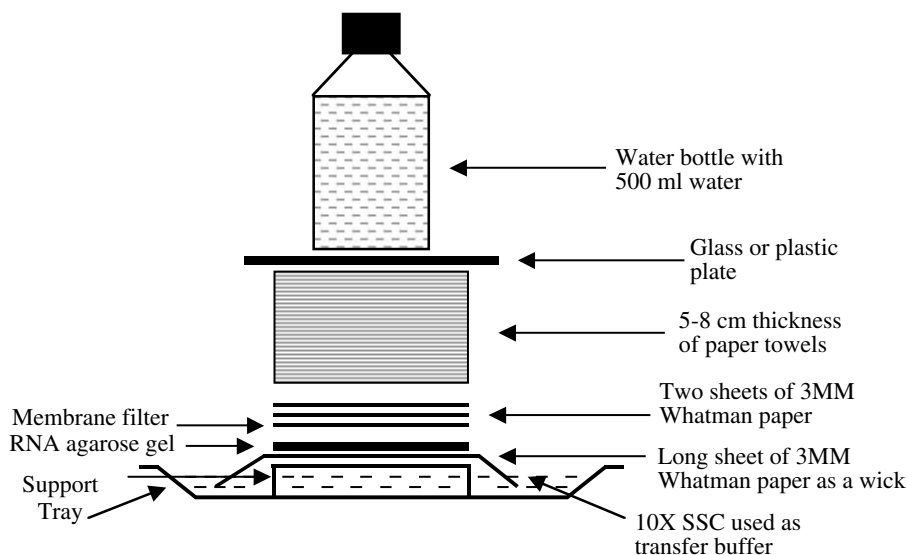 Water bottle with
500 ml water
Glass or plastic
plate
5-8 cm thickness
of paper towels
Two sheets of 3MM
Whatman paper
Membrane filter
RNA agarose gel
Long sheet of 3MM
Whatman paper as a wick
Support
Tray
10X SSC used as
transfer buffer